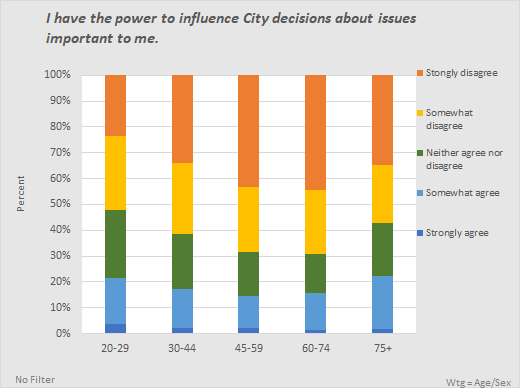 I have the power to influence City decisions about issues
important to me.
100%
90%
80%
70%
60%
50%
40%
30%
20%
10%
0%
Percent
20-29
30-44
45-59
60-74
75+
Stongly disagree
Somewhat
disagree
Neither agree nor
disagree
Somewhat agree
Strongly agree
No Filter
Wtg = Age/Sex